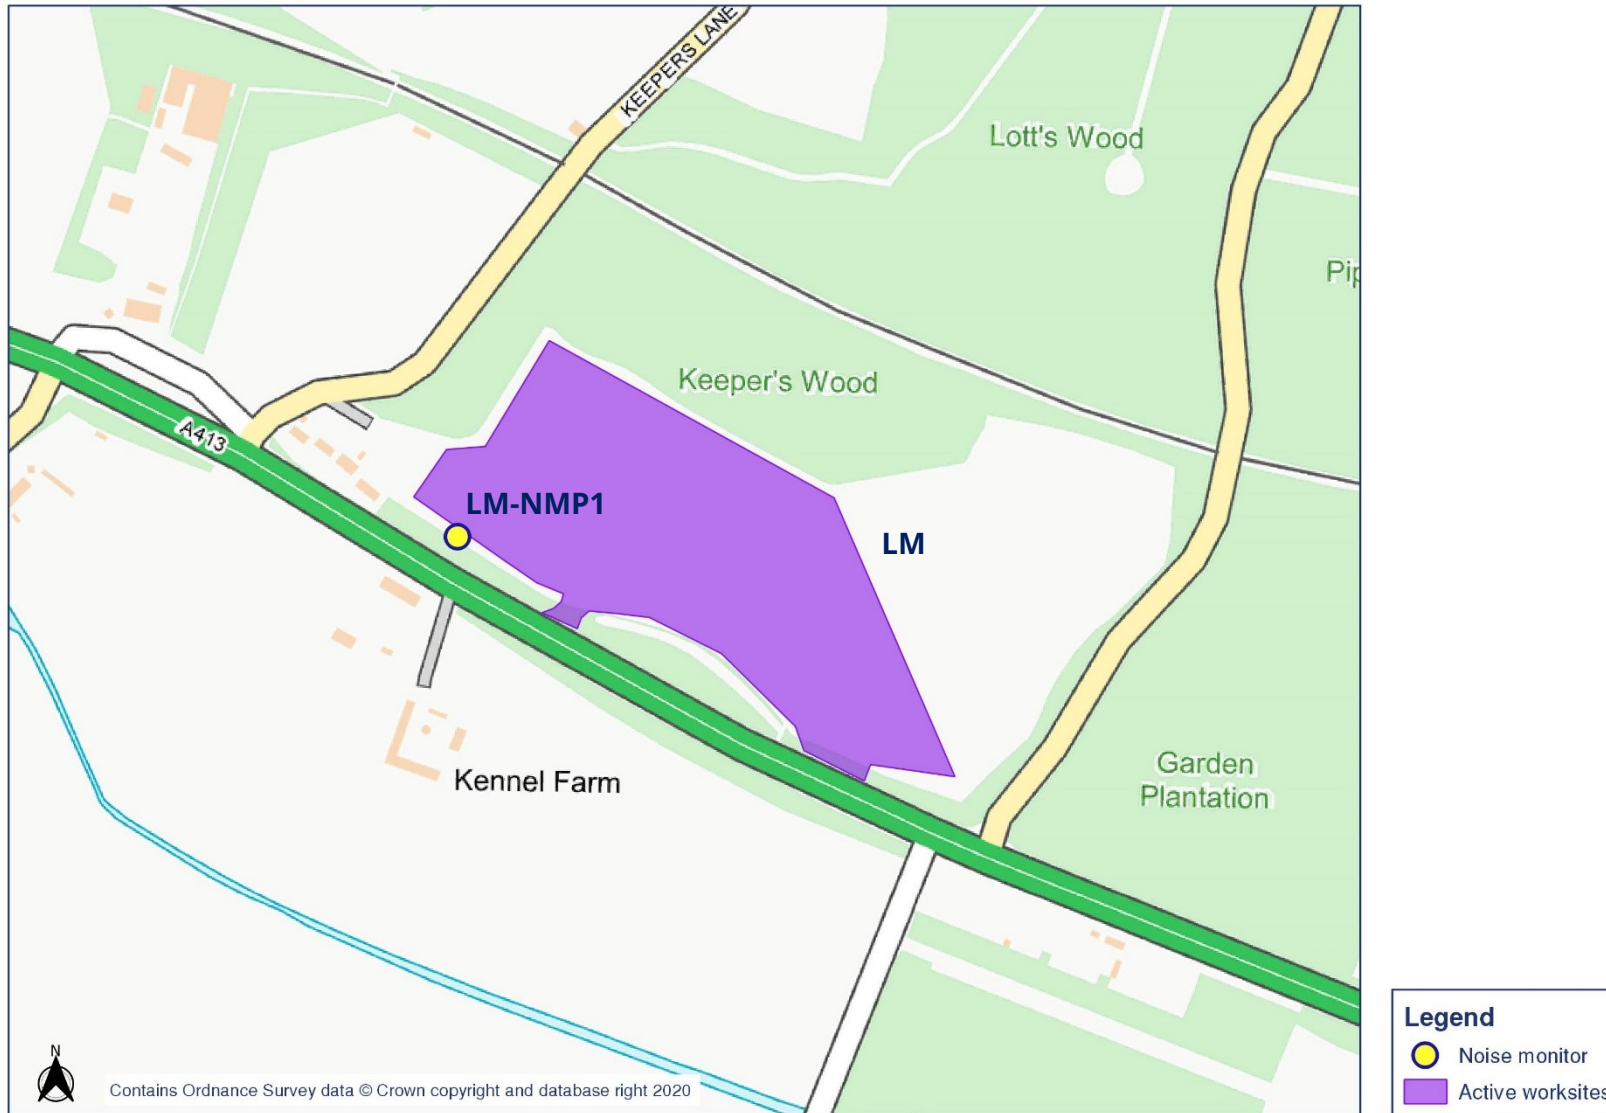 KEEPERS LANE
Lott's Wood
Pip
Keeper's Wood
A413
LM-NMP1
LM
Kennel Farm
Garden
Plantation
N
Contains Ordnance Survey data © Crown copyright and database right 2020
Legend
Noise monitor
Active worksites